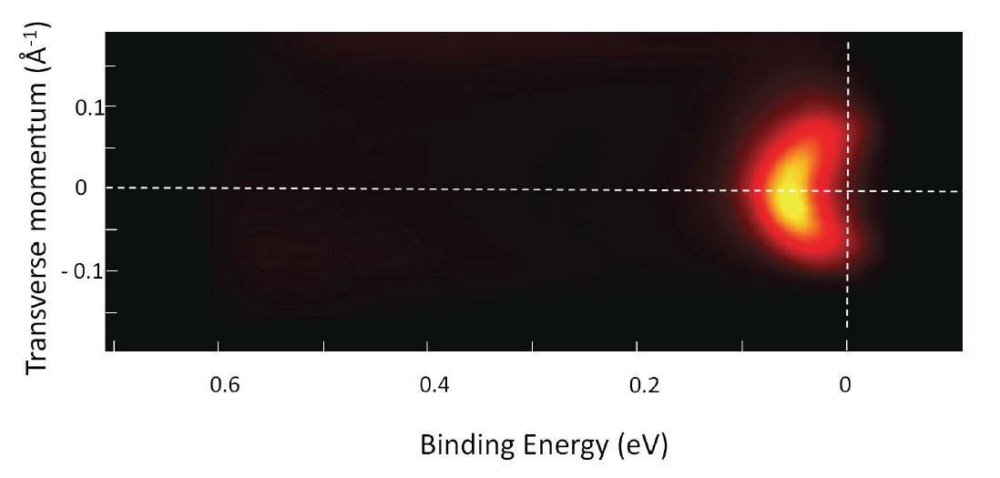 Transverse momentum (Å⁻¹)
0.1
0
- 0.1
0.6 0.4 0.2 0
Binding Energy (eV)